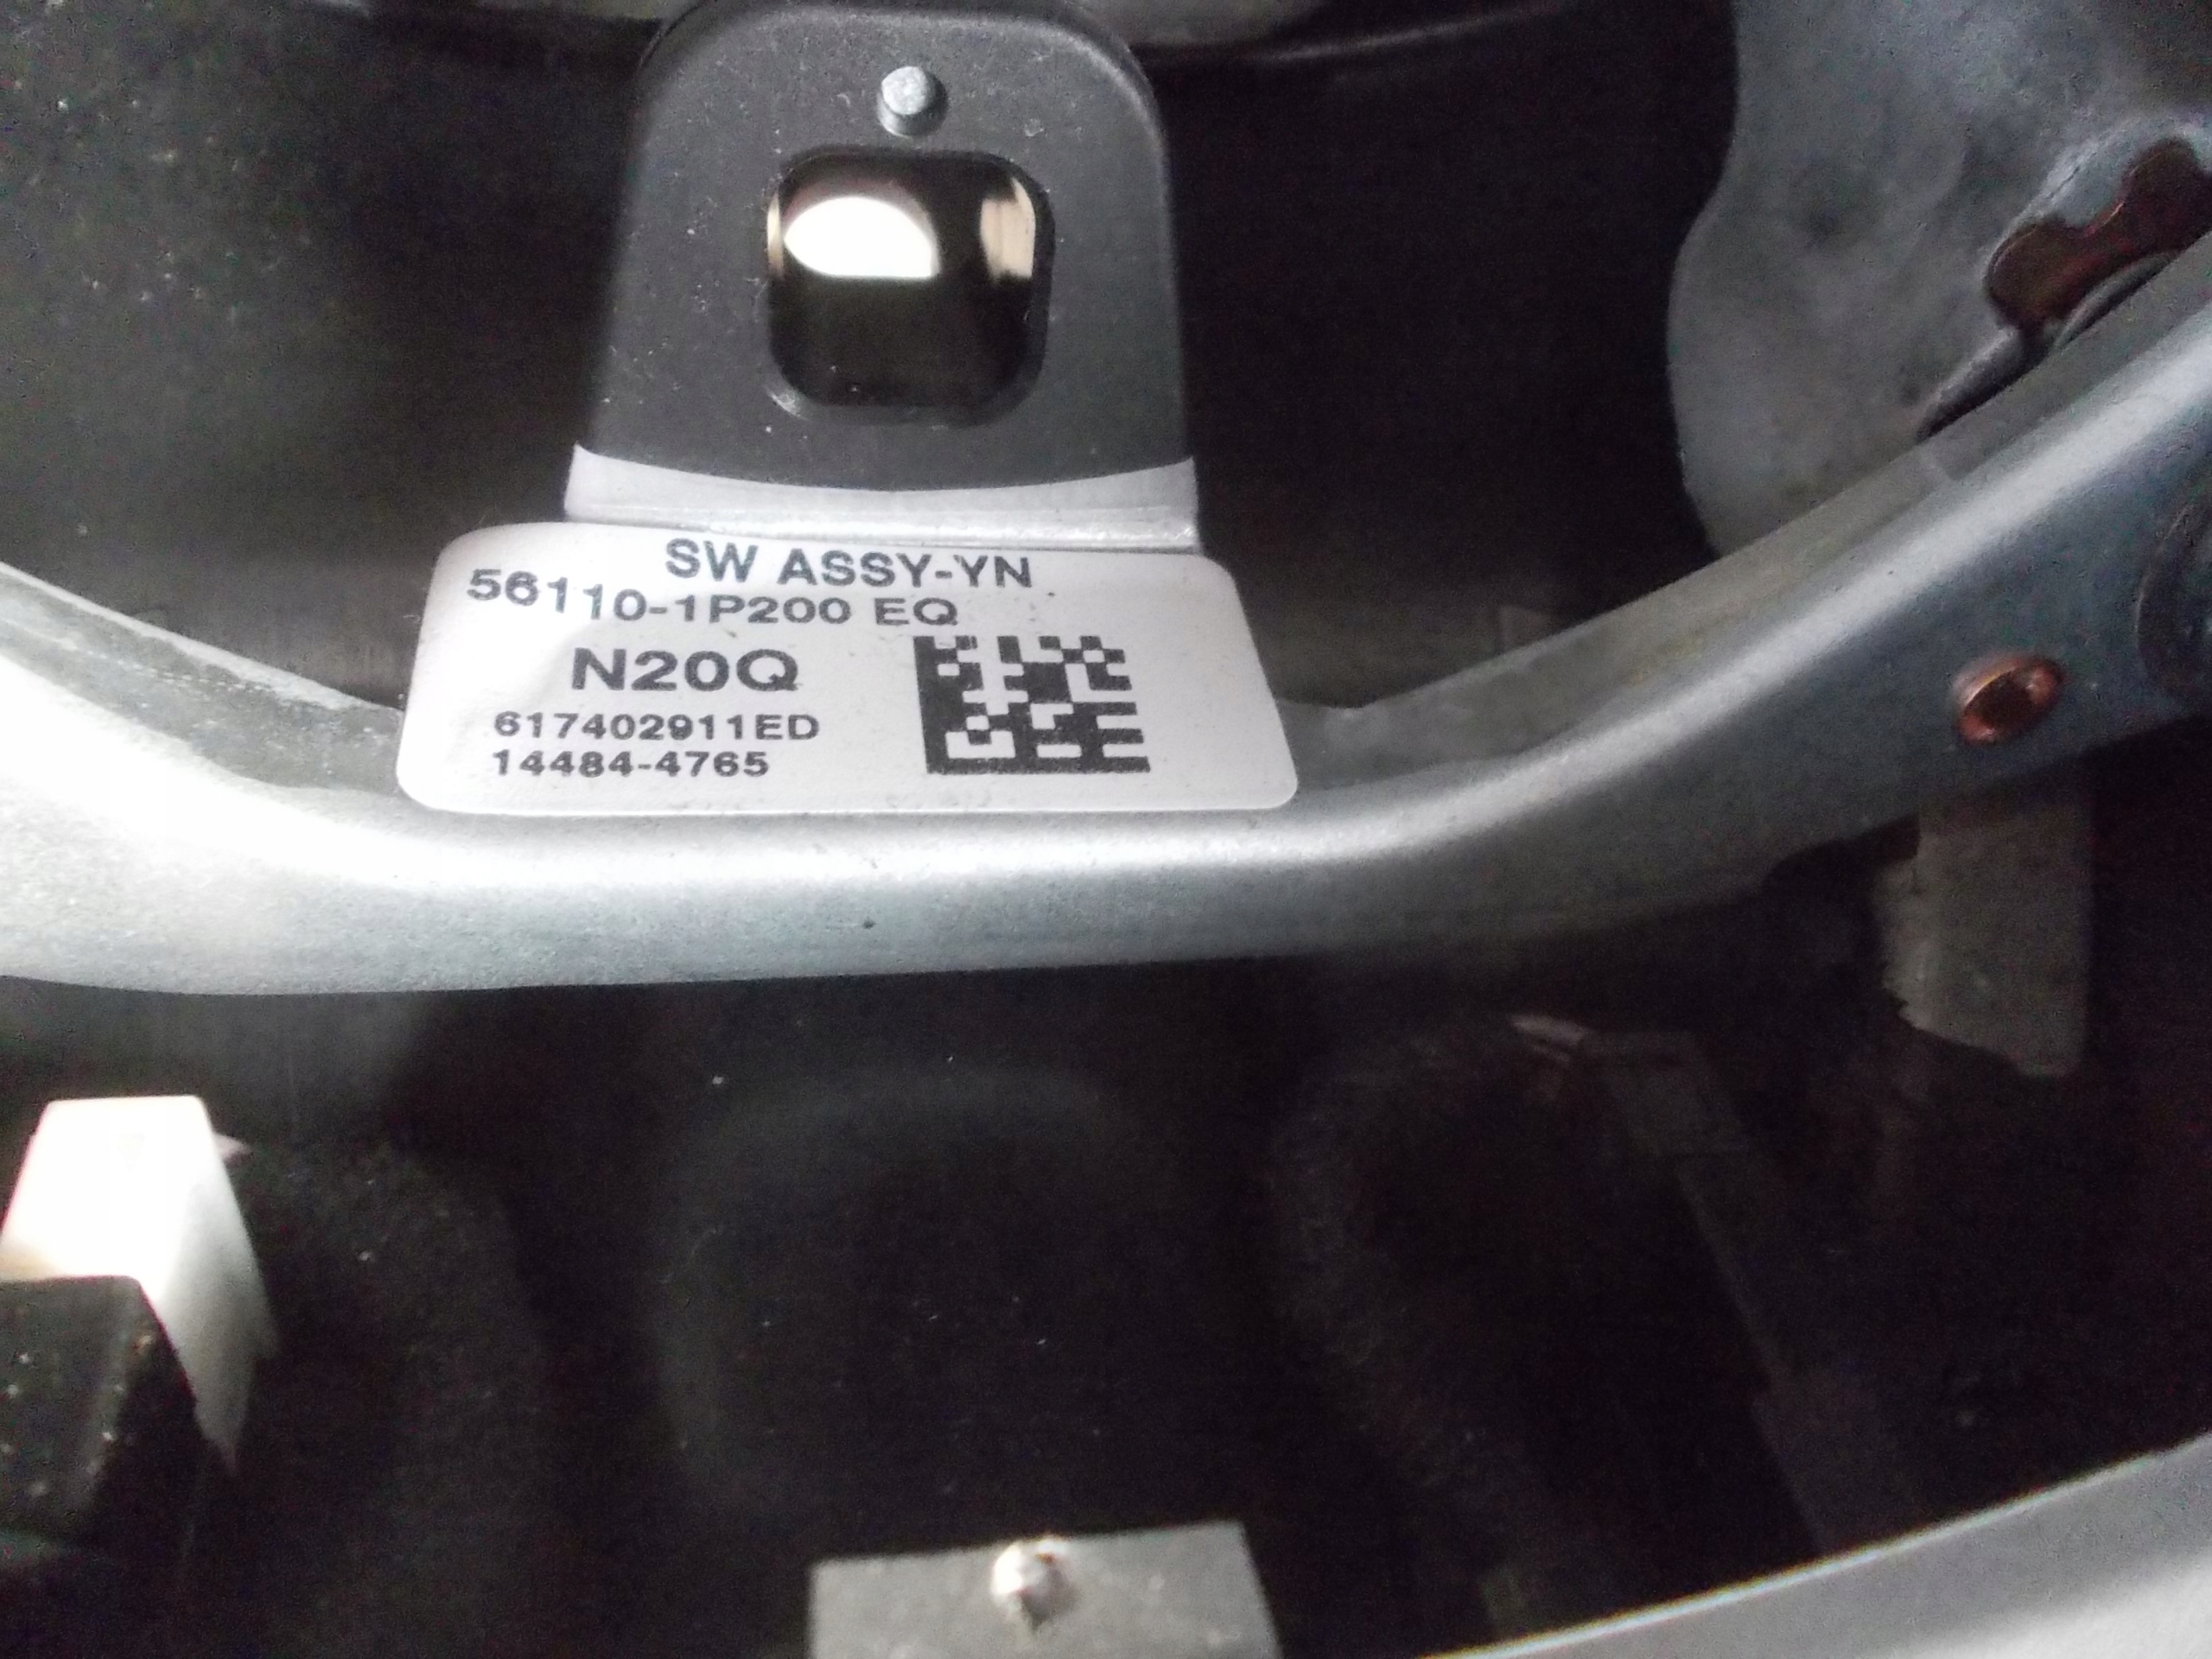 SW ASSY-YN
56110-1P200 EQ
N20Q
617402911ED
14484-4765